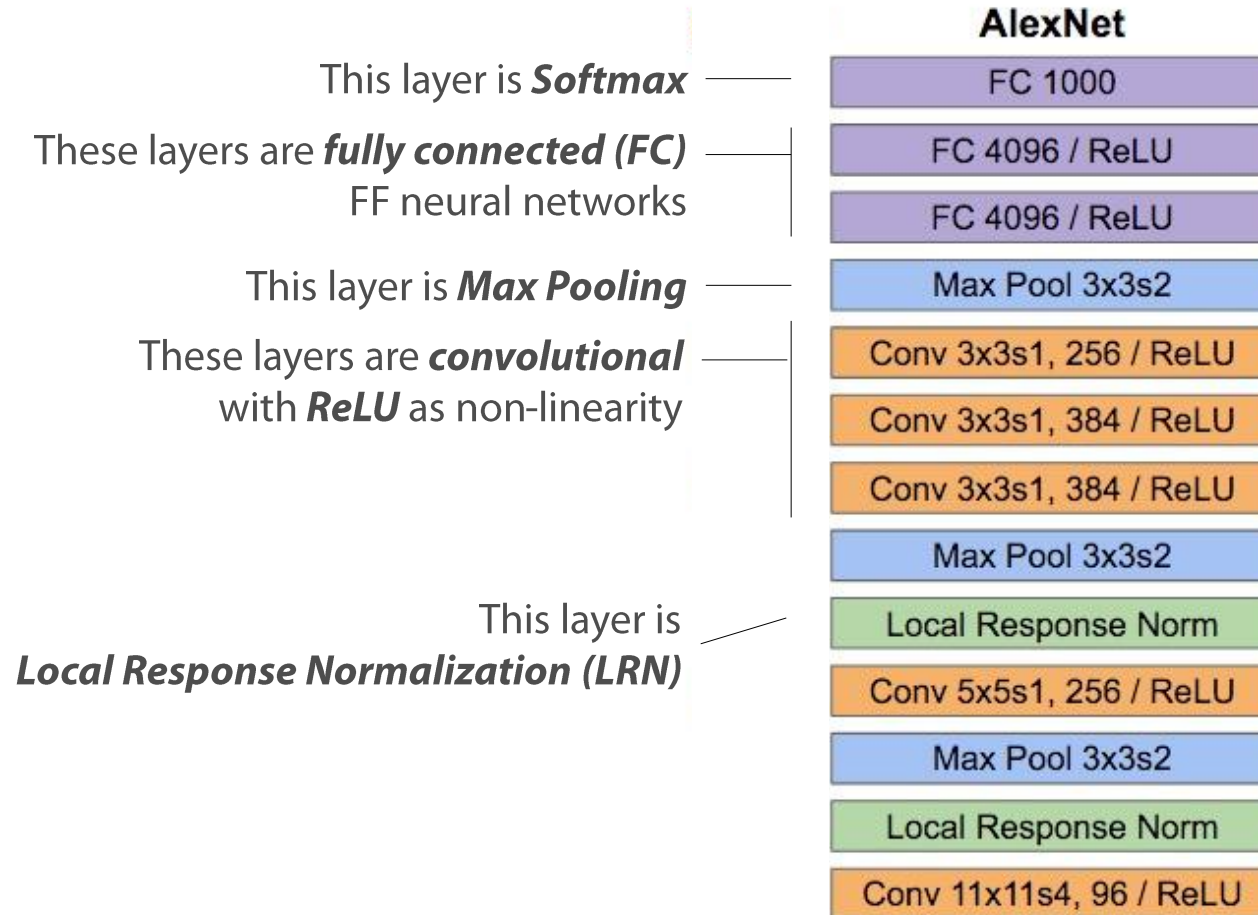 AlexNet
This layer is Softmax
FC 1000
These layers are fully connected (FC)
FF neural networks
FC 4096 / ReLU
FC 4096 / ReLU
This layer is Max Pooling
Max Pool 3x3s2
These layers are convolutional
with ReLU as non-linearity
Conv 3x3s1, 256 / ReLU
Conv 3x3s1, 384 / ReLU
Conv 3x3s1, 384 / ReLU
Max Pool 3x3s2
This layer is
Local Response Normalization (LRN)
Local Response Norm
Conv 5x5s1, 256 / ReLU
Max Pool 3x3s2
Local Response Norm
Conv 11x11s4, 96 / ReLU